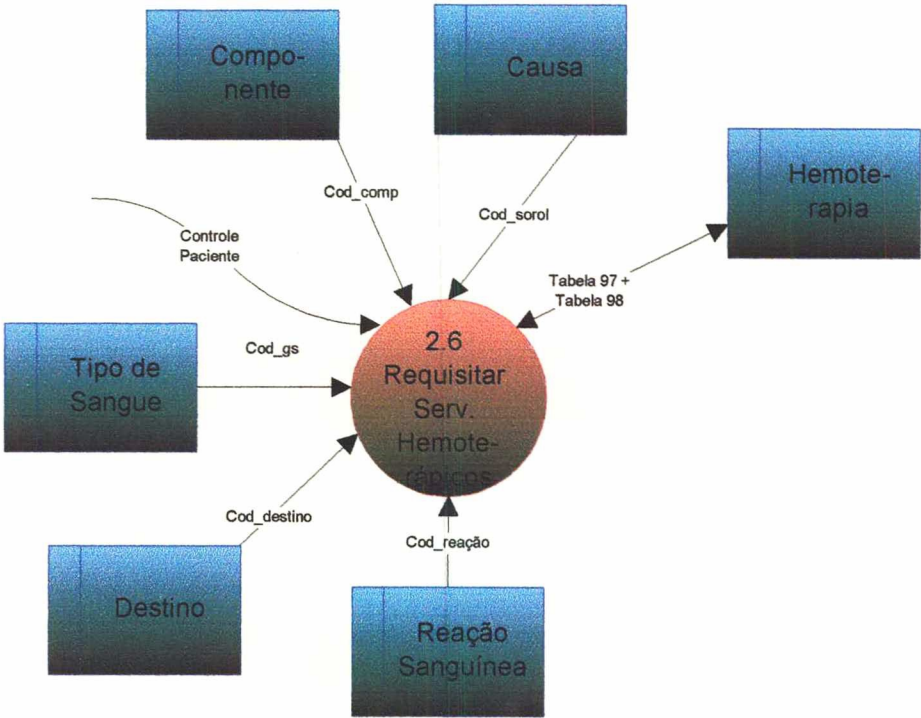 Compo-
nente
Causa
Hemote-
rapia
Cod_comp
Cod_sorol
Controle
Paciente
Tabela 97 +
Tabela 98
Tipo de
Sangue
Cod_gs
2.6
Requisitar
Serv.
Hemote-
rápicos
Cod_destino
Cod_reação
Destino
Reação
Sanguínea